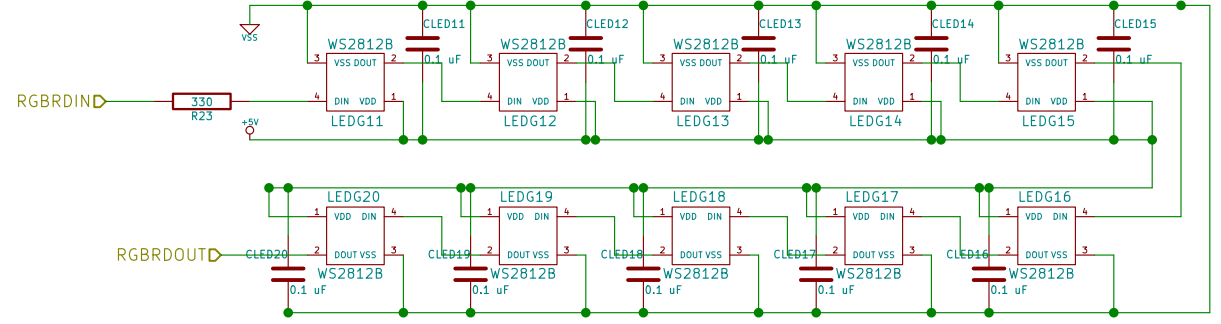 CLED11 CLED12 CLED13 CLED14 CLED15
VSS
WS2812B WS2812B WS2812B WS2812B WS2812B
0.1 uF 0.1 uF 0.1 uF 0.1 uF 0.1 uF
3 VSS DOUT 2 3 VSS DOUT 2 3 VSS DOUT 2 3 VSS DOUT 2 3 VSS DOUT 2
RGBRDIN 330 4 DIN VDD 1 4 DIN VDD 1 4 DIN VDD 1 4 DIN VDD 1 4 DIN VDD 1
R23
+5V LEDG11 LEDG12 LEDG13 LEDG14 LEDG15
LEDG20 LEDG19 LEDG18 LEDG17 LEDG16
1 VDD DIN 4 1 VDD DIN 4 1 VDD DIN 4 1 VDD DIN 4 1 VDD DIN 4
RGBRDOUT CLED20 2 DOUT VSS 3 CLED19 2 DOUT VSS 3 CLED18 2 DOUT VSS 3 CLED17 2 DOUT VSS 3 CLED16 2 DOUT VSS 3
WS2812B WS2812B WS2812B WS2812B WS2812B
0.1 uF 0.1 uF 0.1 uF 0.1 uF 0.1 uF